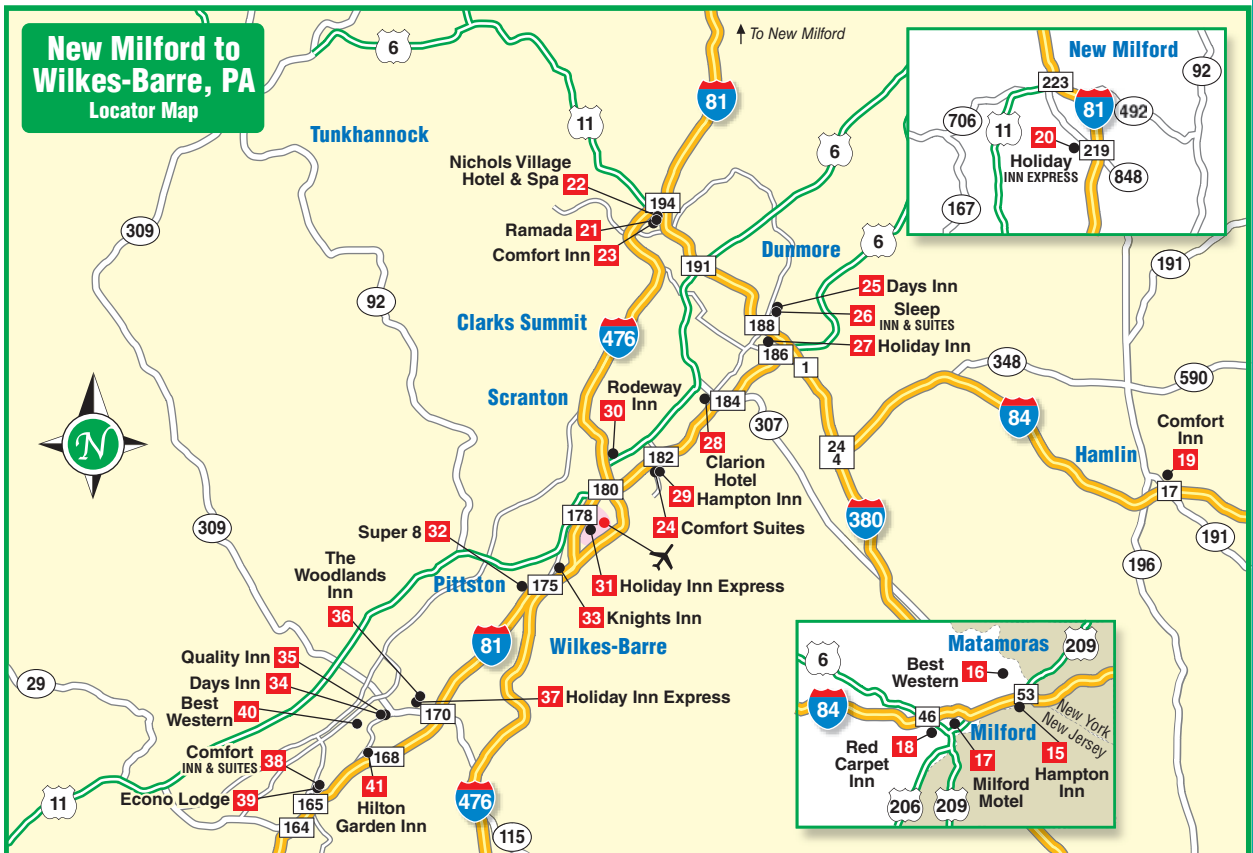 New Milford to
Wilkes-Barre, PA
Locator Map
6
To New Milford
81
11
Tunkhannock
6
Nichols Village
Hotel & Spa 22
194
Ramada 21
Comfort Inn 23
309
191
Dunmore
6
92
25 Days Inn
26 Sleep
INN & SUITES
188
27 Holiday Inn
186
1
Clarks Summit
476
Scranton
Rodeway
Inn
30
184
307
348
590
84
Comfort
Inn
19
Hamlin
17
24
4
28
Clarion
Hotel
182
29 Hampton Inn
24 Comfort Suites
180
178
380
191
191
196
N
309
Super 8 32
The
Woodlands
Inn
36
Pittston
175
31 Holiday Inn Express
33 Knights Inn
Wilkes-Barre
81
Quality Inn 35
Days Inn 34
Best
Western 40
37 Holiday Inn Express
170
29
Comfort
INN & SUITES 38
168
Econo Lodge 39
41
Hilton
Garden Inn
165
164
11
476
115
New Milford
223
92
81
492
706
11
20
Holiday
INN EXPRESS
219
848
167
Matamoras
209
6
Best
Western 16
53
84
46
New York
New Jersey
Milford
18
Red
Carpet
Inn
17
Milford
Motel
15
Hampton
Inn
206
209